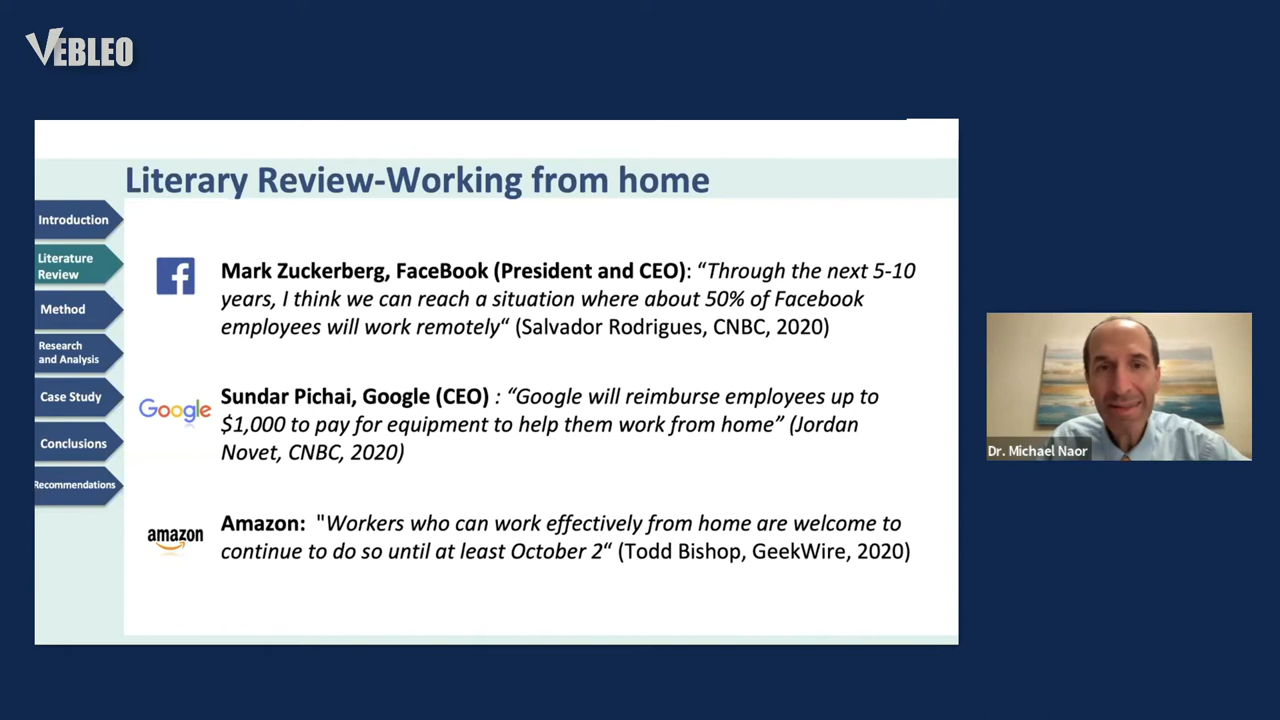 VEBLEO
Literary Review-Working from home
Introduction
Literature
Review
Method
Research
and Analysis
Case Study
Conclusions
Recommendations
Mark Zuckerberg, FaceBook (President and CEO): “Through the next 5-10
years, I think we can reach a situation where about 50% of Facebook
employees will work remotely“ (Salvador Rodrigues, CNBC, 2020)
Google
Sundar Pichai, Google (CEO) : “Google will reimburse employees up to
$1,000 to pay for equipment to help them work from home” (Jordan
Novet, CNBC, 2020)
amazon
Amazon: "Workers who can work effectively from home are welcome to
continue to do so until at least October 2“ (Todd Bishop, GeekWire, 2020)
Dr. Michael Naor